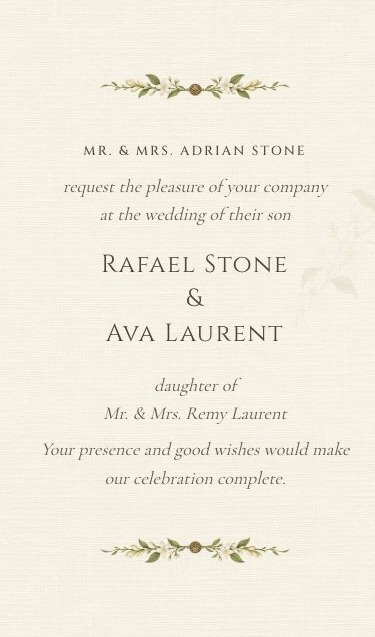 MR. & MRS. ADRIAN STONE
request the pleasure of your company
at the wedding of their son
RAFAEL STONE
&
AVA LAURENT
daughter of
Mr. & Mrs. Remy Laurent
Your presence and good wishes would make
our celebration complete.